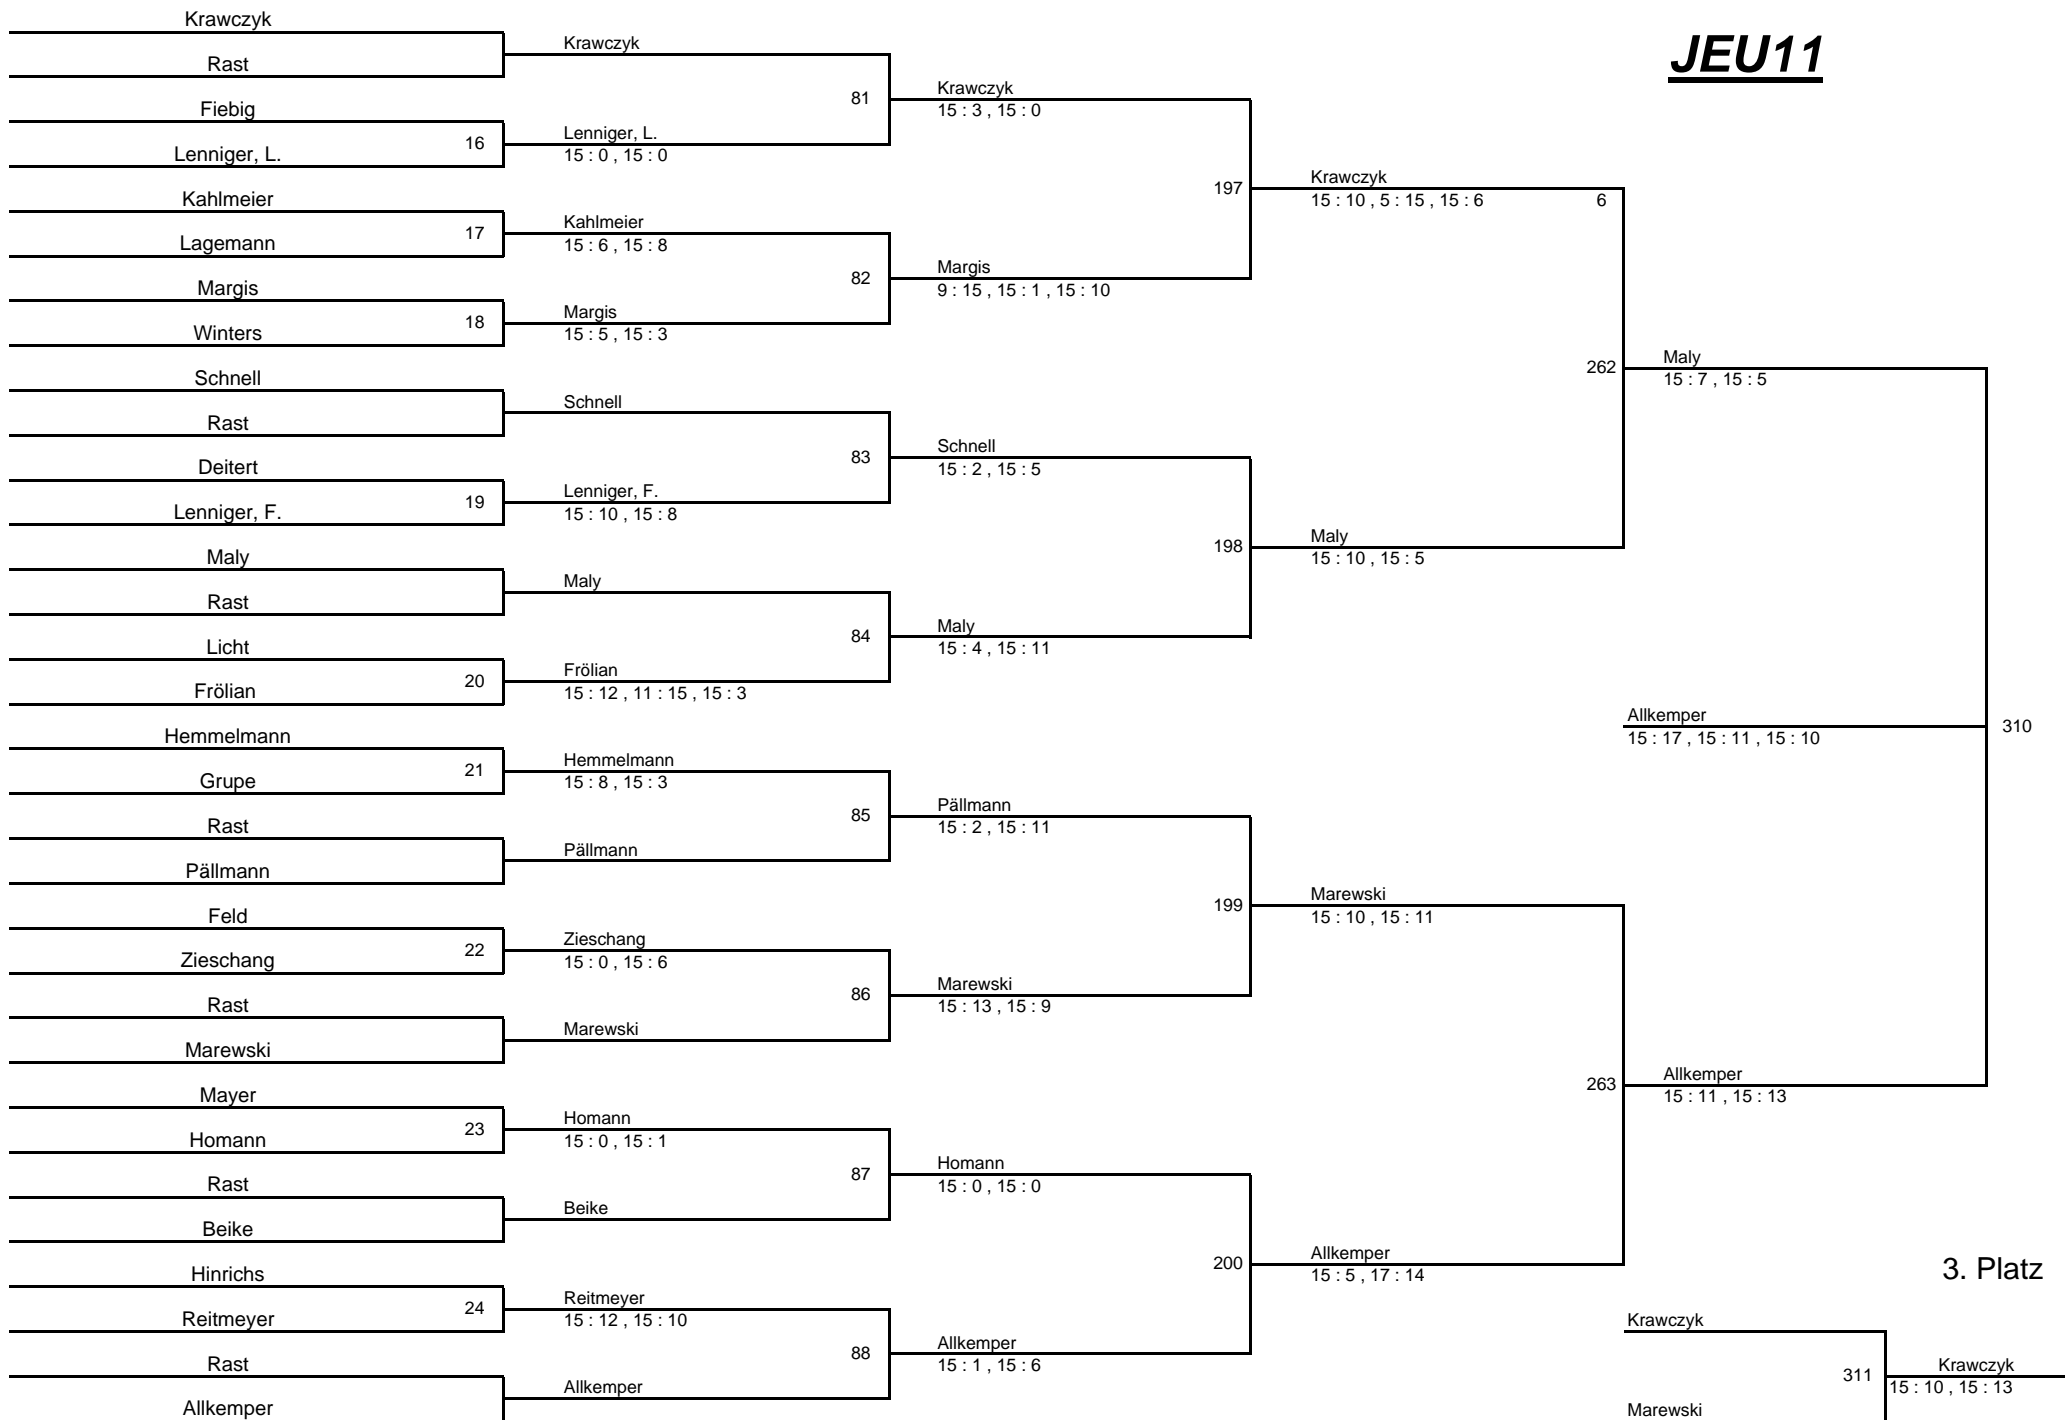 JEU11
Krawczyk
Rast
Fiebig
Lenniger, L.
Kahlmeier
Lagemann
Margis
Winters
Schnell
Rast
Deitert
Lenniger, F.
Maly
Rast
Licht
Frölian
Hemmelmann
Grupe
Rast
Pällmann
Feld
Zieschang
Rast
Marewski
Mayer
Homann
Rast
Beike
Hinrichs
Reitmeyer
Rast
Allkemper
16
17
18
19
20
21
22
23
24
Krawczyk
Lenniger, L.
15 : 0 , 15 : 0
Kahlmeier
15 : 6 , 15 : 8
Margis
15 : 5 , 15 : 3
Schnell
Lenniger, F.
15 : 10 , 15 : 8
Maly
Frölian
15 : 12 , 11 : 15 , 15 : 3
Hemmelmann
15 : 8 , 15 : 3
Pällmann
Zieschang
15 : 0 , 15 : 6
Marewski
Homann
15 : 0 , 15 : 1
Beike
Reitmeyer
15 : 12 , 15 : 10
Allkemper
81
82
83
84
85
86
87
88
Krawczyk
15 : 3 , 15 : 0
Margis
9 : 15 , 15 : 1 , 15 : 10
Schnell
15 : 2 , 15 : 5
Maly
15 : 4 , 15 : 11
Pällmann
15 : 2 , 15 : 11
Marewski
15 : 13 , 15 : 9
Homann
15 : 0 , 15 : 0
Allkemper
15 : 1 , 15 : 6
197
198
199
200
Krawczyk
15 : 10 , 5 : 15 , 15 : 6
6
Maly
15 : 10 , 15 : 5
Marewski
15 : 10 , 15 : 11
Allkemper
15 : 5 , 17 : 14
262
263
Maly
15 : 7 , 15 : 5
Allkemper
15 : 17 , 15 : 11 , 15 : 10
310
Allkemper
15 : 11 , 15 : 13
3. Platz
Krawczyk
311
Krawczyk
15 : 10 , 15 : 13
Marewski